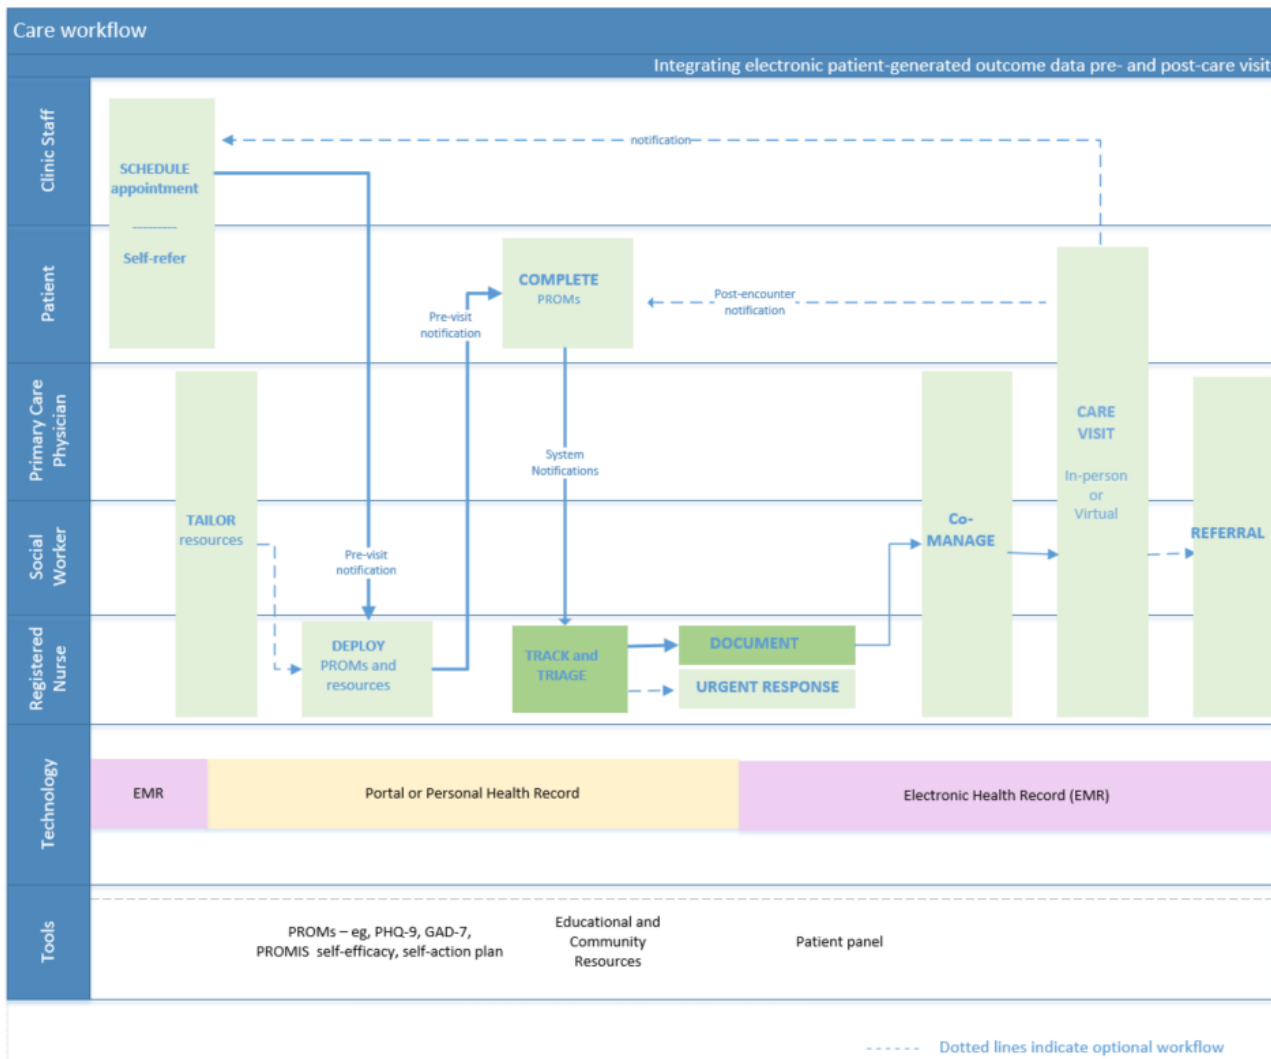 Care workflow
Integrating electronic patient-generated outcome data pre- and post-care visit
Clinic Staff
SCHEDULE
appointment
----------
Self-refer
notification
Patient
COMPLETE
PROMs
Pre-visit
notification
Post-encounter
notification
Primary Care
Physician
System
Notifications
CARE
VISIT
In-person
or
Virtual
Social
Worker
TAILOR
resources
Pre-visit
notification
Co-
MANAGE
REFERRAL
Registered
Nurse
DEPLOY
PROMs and
resources
TRACK and
TRIAGE
DOCUMENT
URGENT RESPONSE
Technology
EMR
Portal or Personal Health Record
Electronic Health Record (EMR)
Tools
PROMs – eg, PHQ-9, GAD-7,
PROMIS self-efficacy, self-action plan
Educational and
Community
Resources
Patient panel
Dotted lines indicate optional workflow